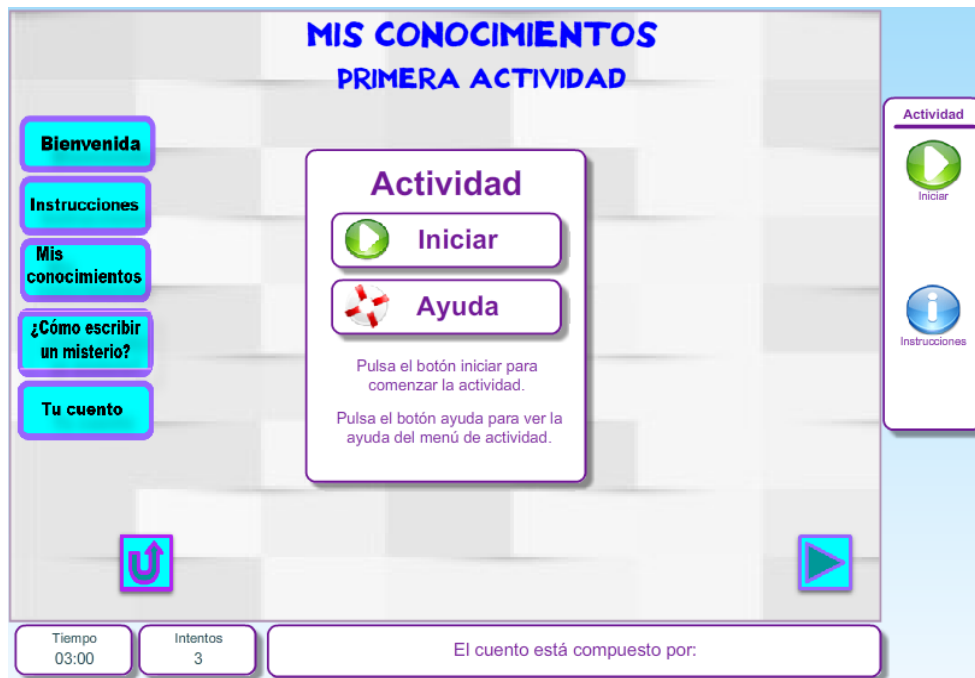 MIS CONOCIMIENTOS
PRIMERA ACTIVIDAD
Bienvenida
Instrucciones
Mis
conocimientos
¿Cómo escribir
un misterio?
Tu cuento
Actividad
Iniciar
Ayuda
Pulsa el botón iniciar para
comenzar la actividad.
Pulsa el botón ayuda para ver la
ayuda del menú de actividad.
Actividad
Iniciar
Instrucciones
Tiempo
03:00
Intentos
3
El cuento está compuesto por: